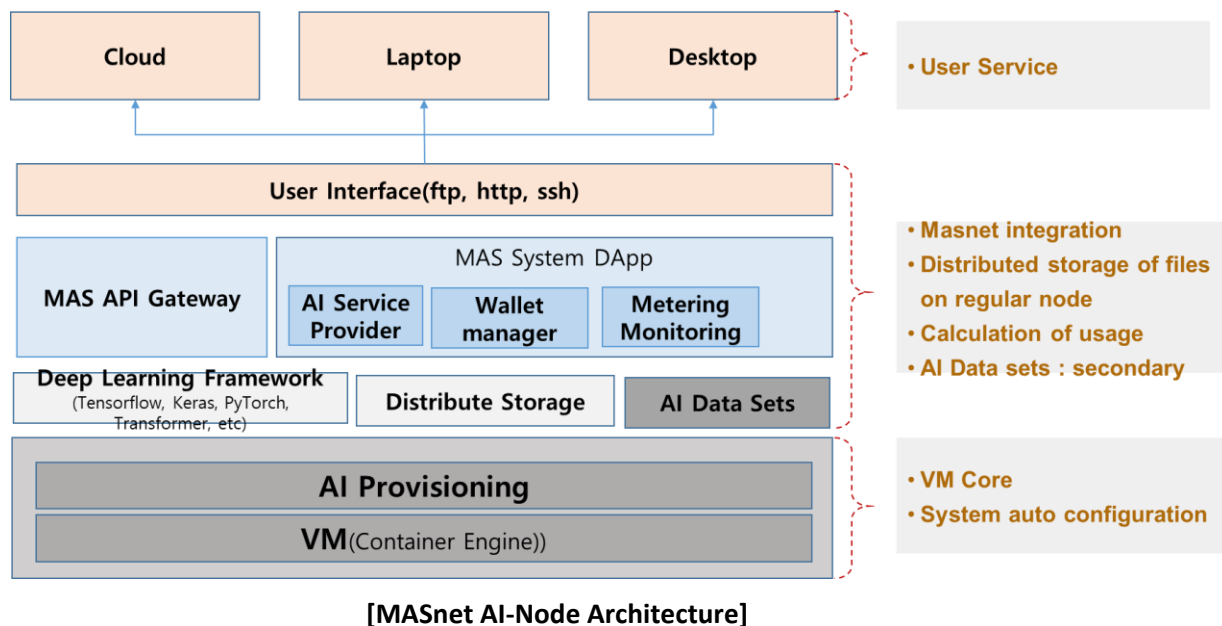 Cloud
Laptop
Desktop
• User Service
User Interface(ftp, http, ssh)
MAS API Gateway
MAS System DApp
AI Service
Provider
Wallet
manager
Metering
Monitoring
• Masnet integration
• Distributed storage of files
on regular node
• Calculation of usage
• AI Data sets : secondary
Deep Learning Framework
(Tensorflow, Keras, PyTorch,
Transformer, etc)
Distribute Storage
AI Data Sets
AI Provisioning
VM(Container Engine))
• VM Core
• System auto configuration
[MASnet AI-Node Architecture]